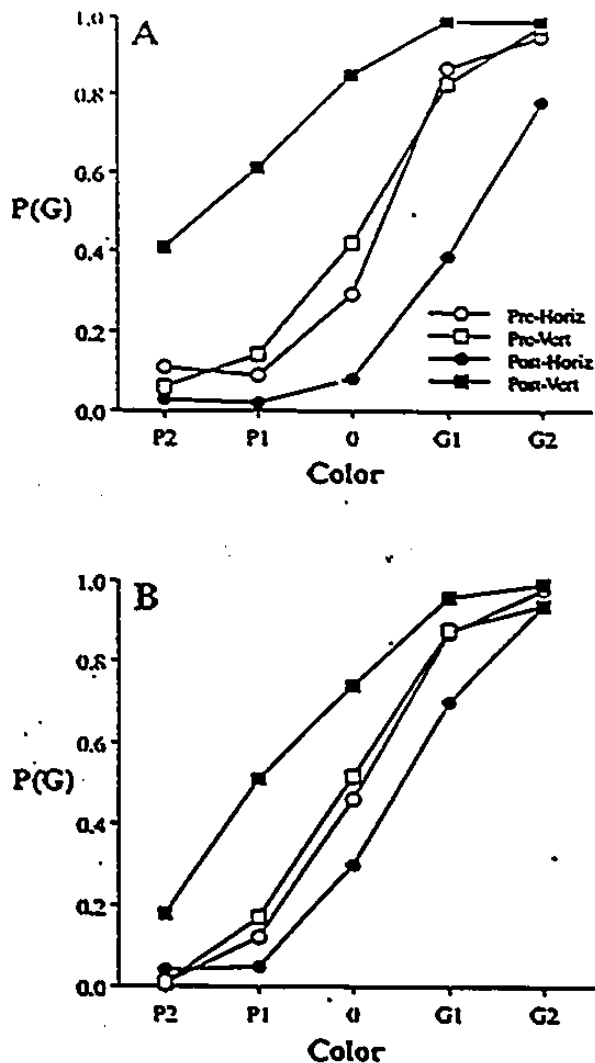 A
1.0
0.8
0.6
0.4
0.2
0.0
P(G)
Pre-Horiz
Pre-Vert
Post-Horiz
Post-Vert
P2 P1 0 G1 G2
Color
B
1.0
0.8
0.6
0.4
0.2
0.0
P(G)
P2 P1 0 G1 G2
Color